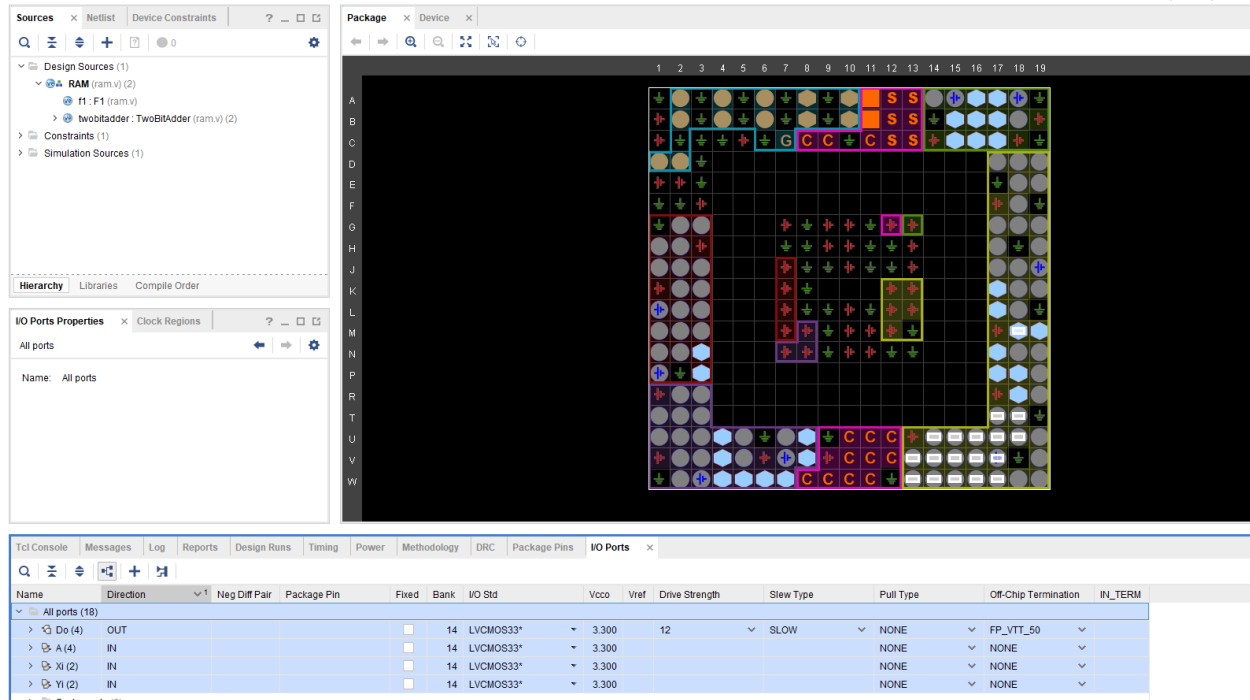 Sources × Netlist Device Constraints ? _
0
Design Sources (1)
RAM (ram.v) (2)
f1 : F1 (ram.v)
twobitadder : TwoBitAdder (ram.v) (2)
Constraints (1)
Simulation Sources (1)
Hierarchy Libraries Compile Order
I/O Ports Properties × Clock Regions ? _
All ports
Name: All ports
Package × Device ×
1 2 3 4 5 6 7 8 9 10 11 12 13 14 15 16 17 18 19
A S S
B S S
C G C C C S S
D
E
F
G
H
J
K
L
M
N
P
R
T
U C C C
V C C C
W C C C C
Tcl Console Messages Log Reports Design Runs Timing Power Methodology DRC Package Pins I/O Ports ×
Name Direction 1 Neg Diff Pair Package Pin Fixed Bank I/O Std Vcco Vref Drive Strength Slew Type Pull Type Off-Chip Termination IN_TERM
All ports (18)
Do (4) OUT 14 LVCMOS33* 3.300 12 SLOW NONE FP_VTT_50
A (4) IN 14 LVCMOS33* 3.300 NONE NONE
Xi (2) IN 14 LVCMOS33* 3.300 NONE NONE
Yi (2) IN 14 LVCMOS33* 3.300 NONE NONE